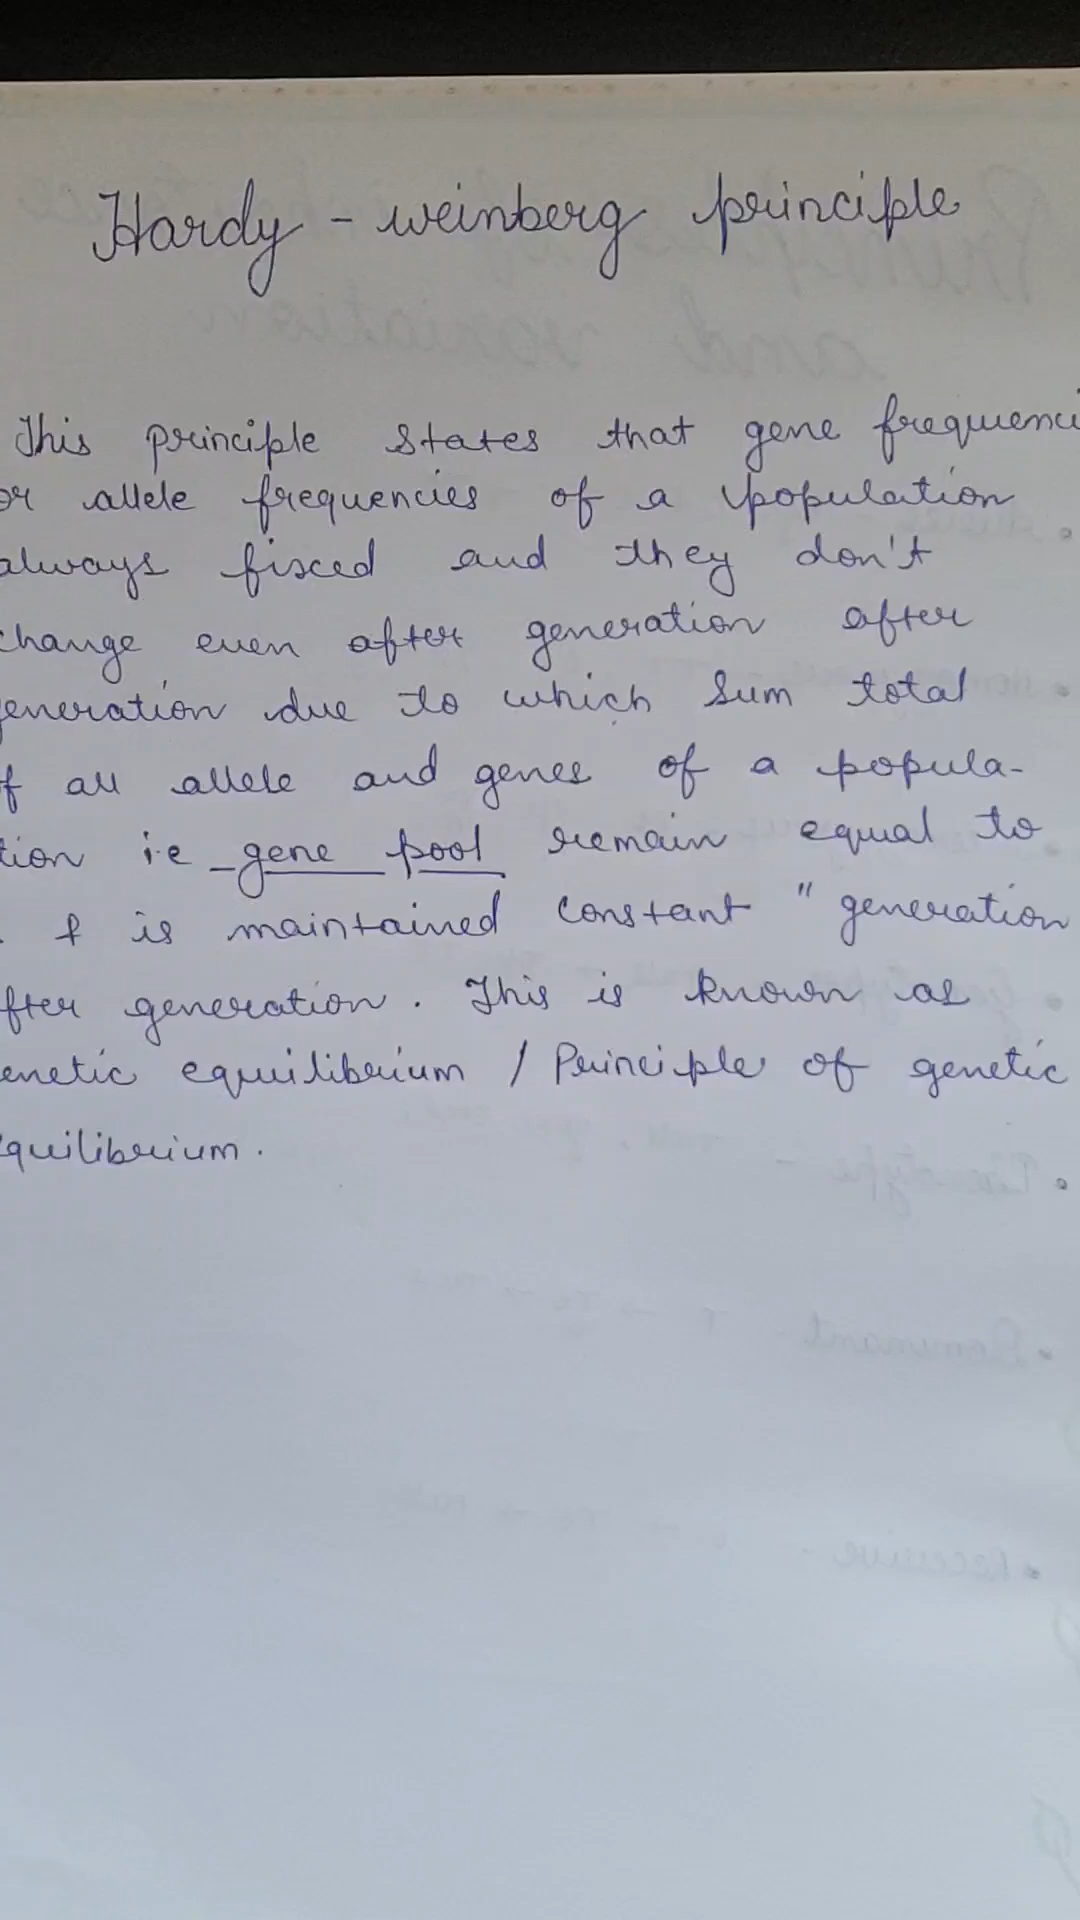 Hardy - weinberg principle
This principle states that gene frequenci
or allele frequencies of a population
always fixed and they don't
change even after generation after
generation due to which Sum total
of all allele and genes of a popula-
tion i.e gene pool remain equal to
& is maintained constant " generation
after generation. This is known as
genetic equilibrium / Principle of genetic
equilibrium.